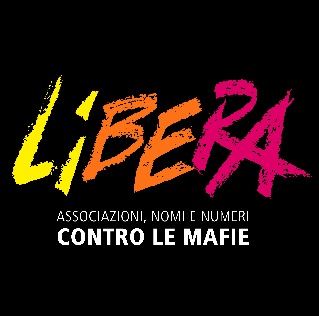 LiBERA
ASSOCIAZIONI, NOMI E NUMERI
CONTRO LE MAFIE